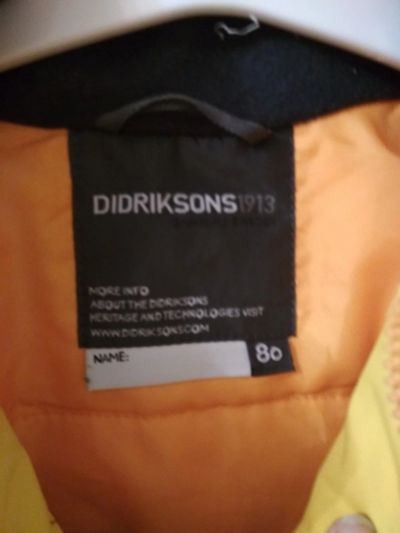 DIDRIKSONS1913
MORE INFO
ABOUT THE DIDRIKSONS
HERITAGE AND TECHNOLOGIES VISIT
WWW.DIDRIKSONS.COM
NAME:
80